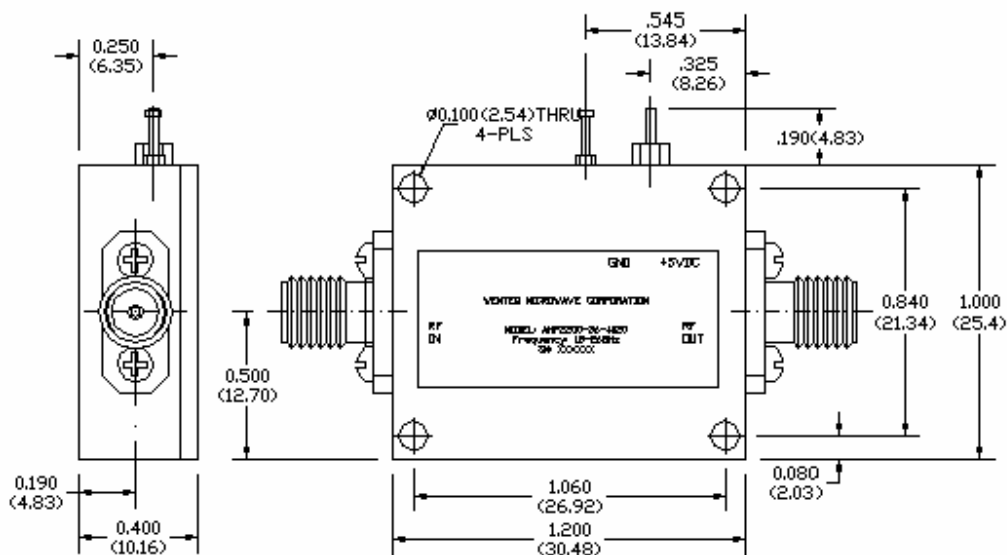 .545
(13.84)
0.250
(6.35)
.325
(8.26)
Ø0.100(2.54)THRU
4-PLS
.190(4.83)
GND +5VDC
MICROWAVE CORPORATION
RF
IN
MODEL:
Frequency
RF
OUT
0.840
(21.34)
1.000
(25.4)
0.500
(12.70)
0.190
(4.83)
0.400
(10.16)
1.060
(26.92)
1.200
(30.48)
0.080
(2.03)